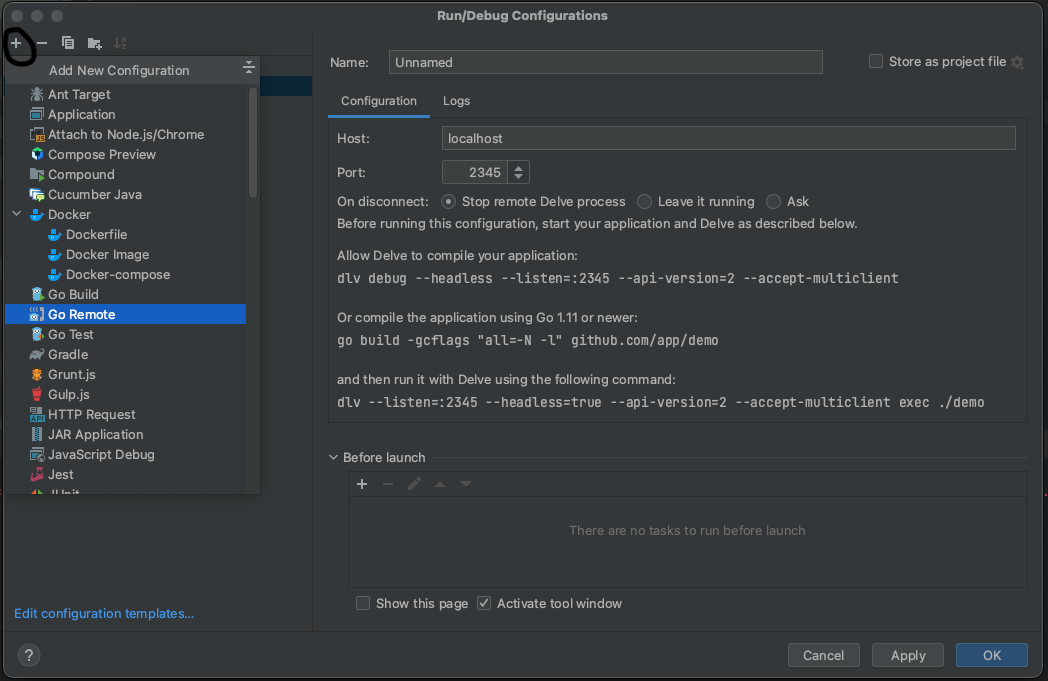 Run/Debug Configurations
Add New Configuration
Ant Target
Application
Attach to Node.js/Chrome
Compose Preview
Compound
Cucumber Java
Docker
Dockerfile
Docker Image
Docker-compose
Go Build
Go Remote
Go Test
Gradle
Grunt.js
Gulp.js
HTTP Request
JAR Application
JavaScript Debug
Jest
JUnit
Edit configuration templates...
Name: Unnamed
Store as project file
Configuration Logs
Host: localhost
Port: 2345
On disconnect: Stop remote Delve process Leave it running Ask
Before running this configuration, start your application and Delve as described below.
Allow Delve to compile your application:
dlv debug --headless --listen=:2345 --api-version=2 --accept-multiclient
Or compile the application using Go 1.11 or newer:
go build -gcflags "all=-N -l" github.com/app/demo
and then run it with Delve using the following command:
dlv --listen=:2345 --headless=true --api-version=2 --accept-multiclient exec ./demo
Before launch
There are no tasks to run before launch
Show this page Activate tool window
? Cancel Apply OK